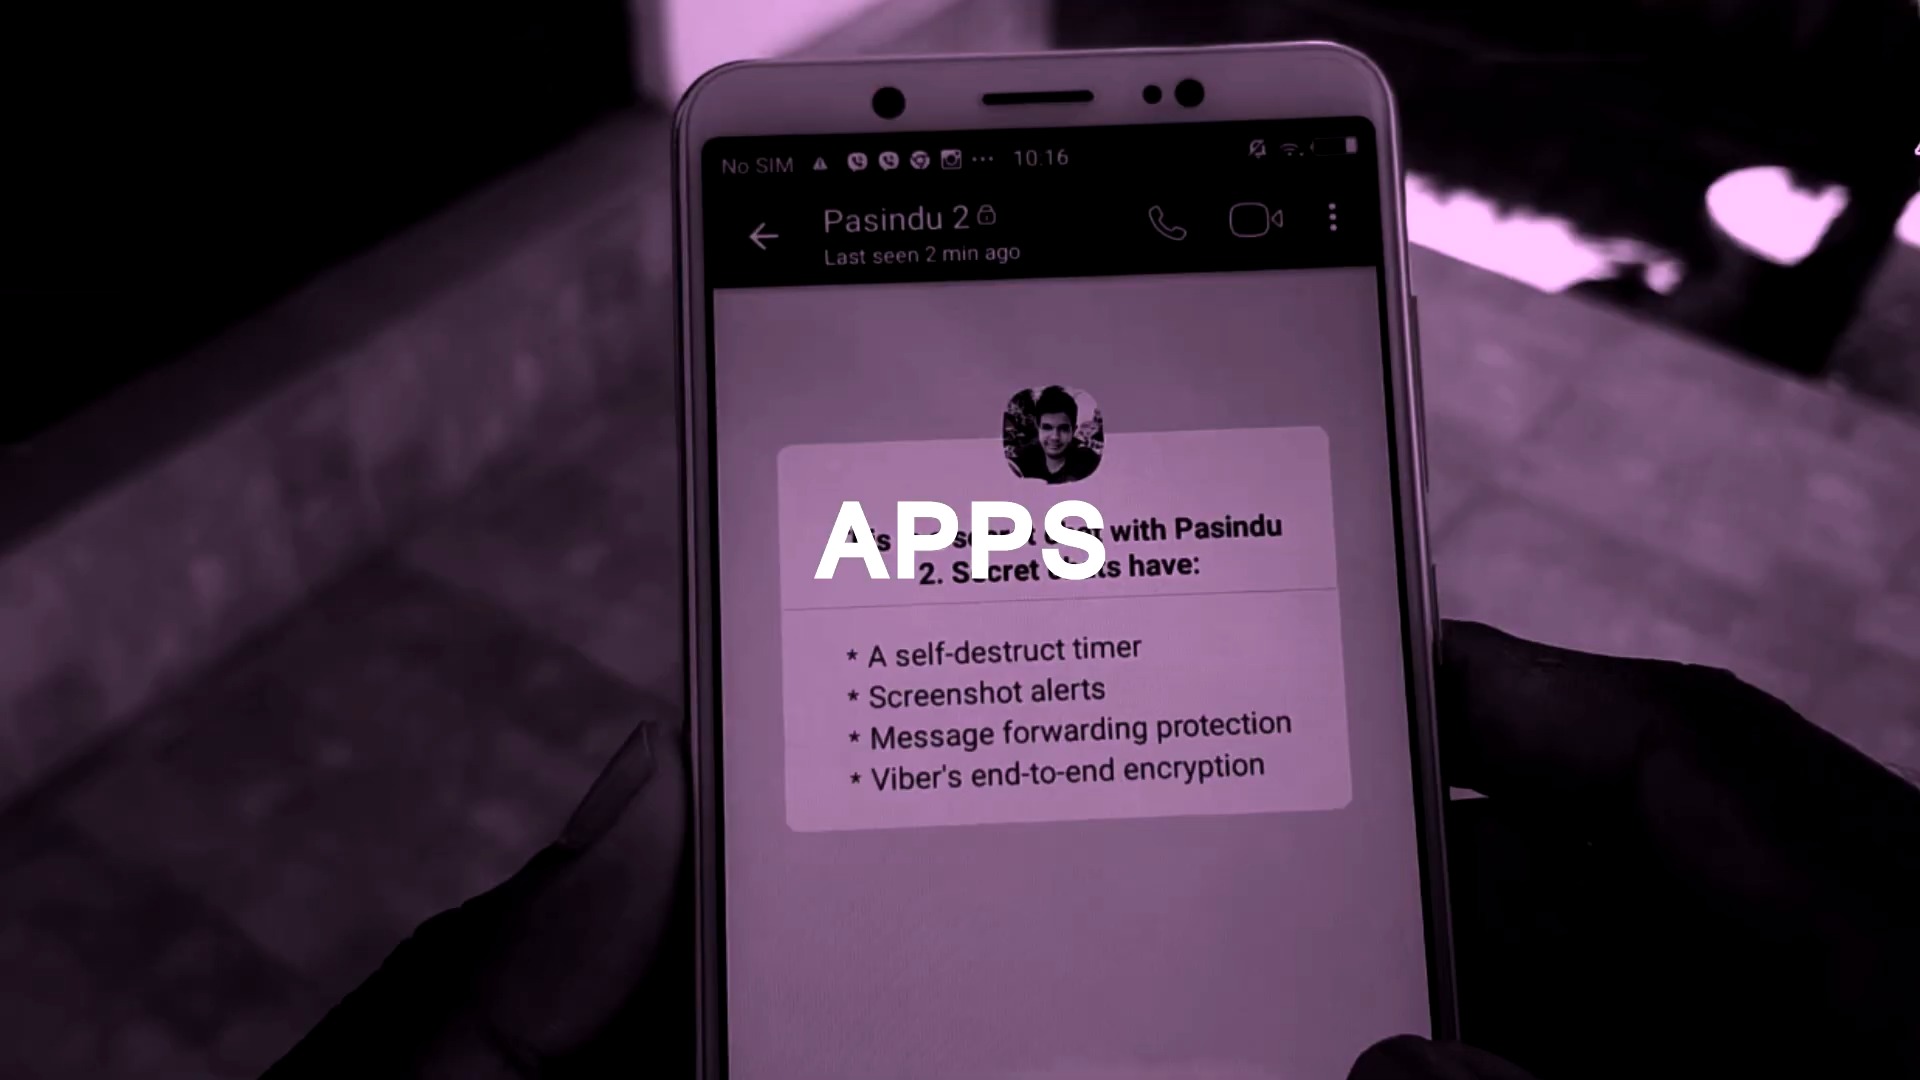 No SIM 10.16
Pasindu 2
Last seen 2 min ago
APPS
with Pasindu
2. Secret have:
* A self-destruct timer
* Screenshot alerts
* Message forwarding protection
* Viber's end-to-end encryption